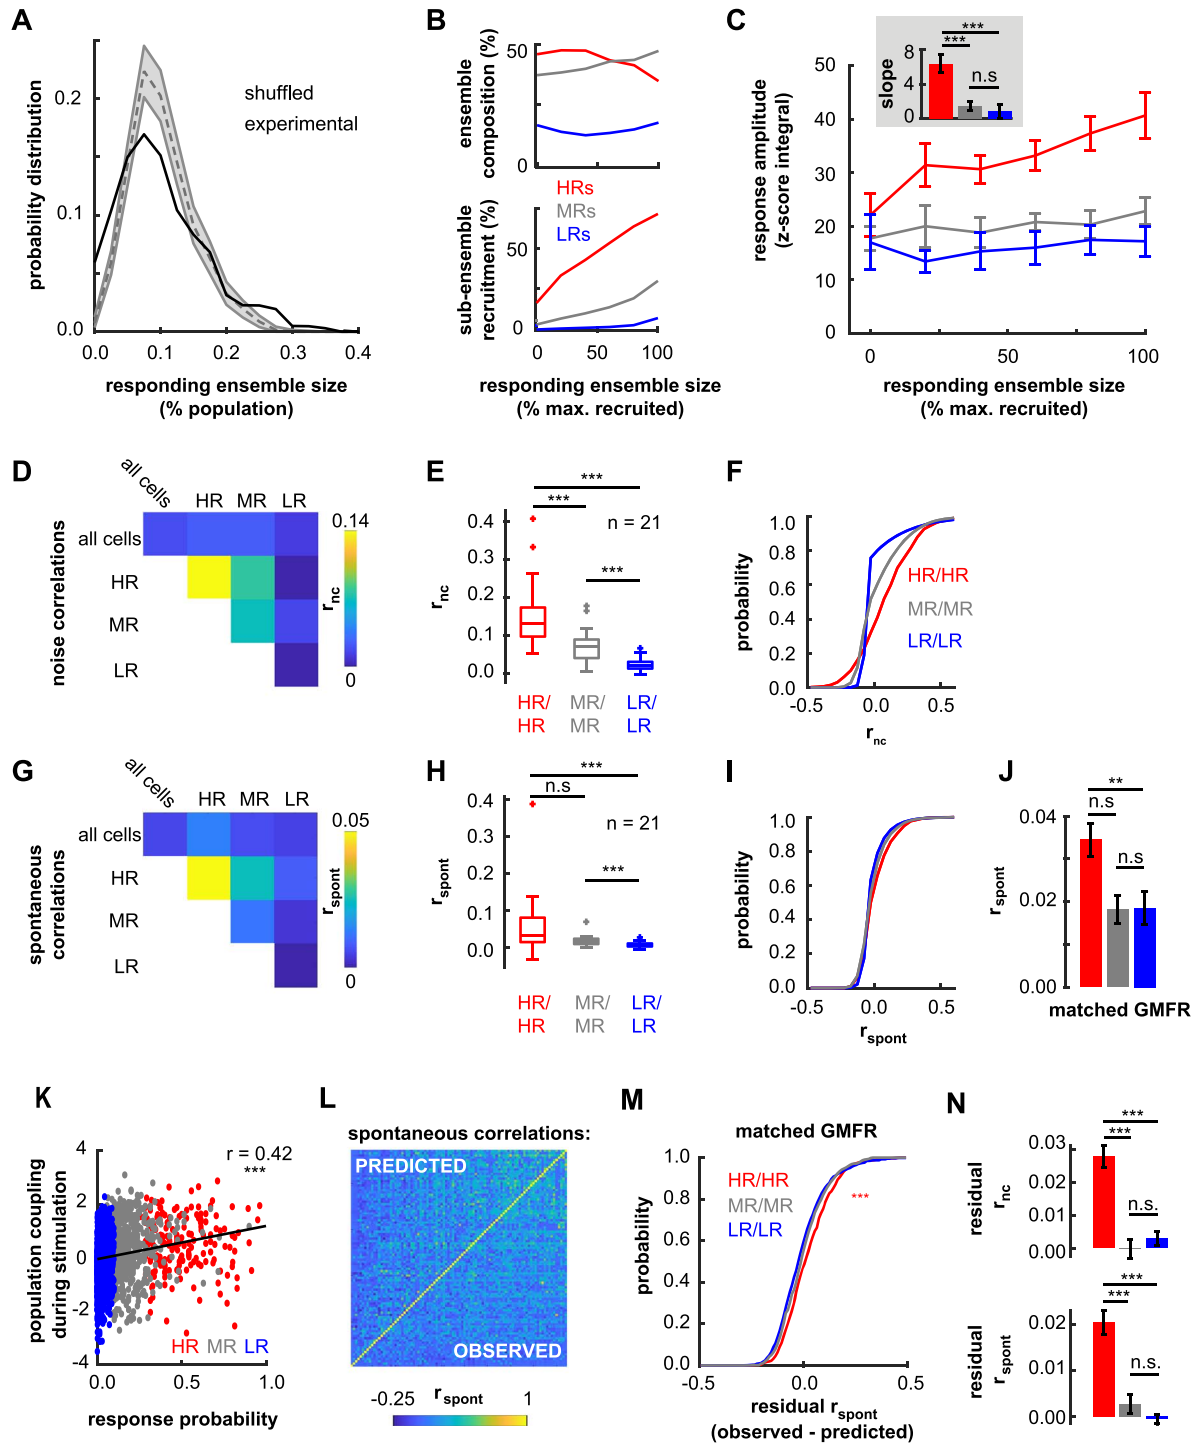 A
probability distribution
0.2
0.1
0.0
shuffled
experimental
0.0 0.1 0.2 0.3 0.4
responding ensemble size
(% population)
B
ensemble
composition (%)
50
0
HRs
MRs
LRs
sub-ensemble
recruitment (%)
50
0
0 50 100
responding ensemble size
(% max. recruited)
C
response amplitude
(z-score integral)
50
40
30
20
10
0
slope
8
4
0
***
***
n.s
0 50 100
responding ensemble size
(% max. recruited)
D
noise correlations
all cells HR MR LR
all cells
HR
MR
LR
0.14
r nc
0
E
r nc
0.4
0.3
0.2
0.1
0.0
***
***
n = 21
***
HR/ MR/ LR/
HR MR LR
F
probability
1.0
0.8
0.6
0.4
0.2
0.0
HR/HR
MR/MR
LR/LR
-0.5 0.0 0.5
r nc
G
spontaneous
correlations
all cells HR MR LR
all cells
HR
MR
LR
0.05
r spont
0
H
r spont
0.4
0.3
0.2
0.1
0.0
***
n.s
n = 21
***
HR/ MR/ LR/
HR MR LR
I
probability
1.0
0.8
0.6
0.4
0.2
0.0
-0.5 0.0 0.5
r spont
J
r spont
0.04
0.02
0.00
**
n.s
n.s
matched GMFR
K
population coupling
during stimulation
4
2
0
-2
-4
r = 0.42
***
HR MR LR
0.0 0.5 1.0
response probability
L
spontaneous correlations:
PREDICTED
OBSERVED
-0.25 r spont 1
M
matched GMFR
probability
1.0
0.8
0.6
0.4
0.2
0.0
HR/HR
MR/MR
LR/LR
***
-0.5 0.0 0.5
residual r spont
(observed - predicted)
N
residual
r nc
0.03
0.02
0.01
0.00
***
***
n.s.
residual
r spont
0.02
0.01
0.00
***
***
n.s.